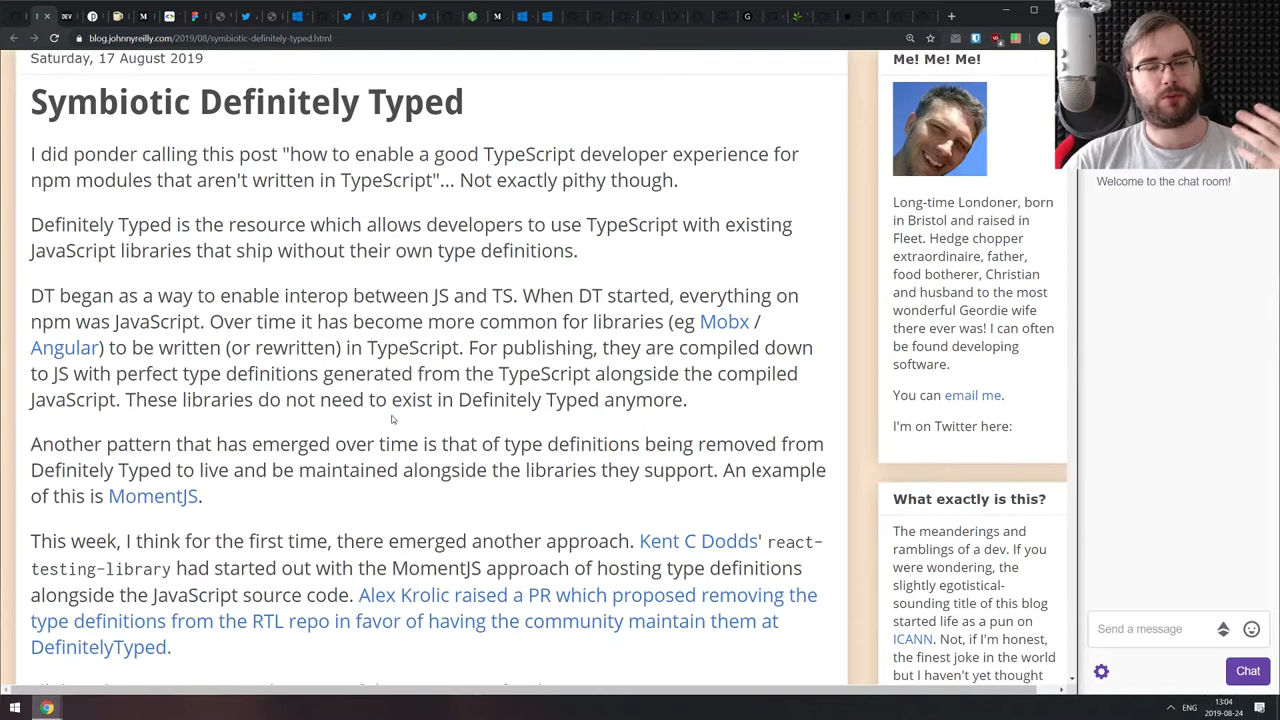 blog.johnnyreilly.com/2019/08/symbiotic-definitely-typed.html
Saturday, 17 August 2019
Symbiotic Definitely Typed
I did ponder calling this post "how to enable a good TypeScript developer experience for
npm modules that aren't written in TypeScript"... Not exactly pithy though.
Definitely Typed is the resource which allows developers to use TypeScript with existing
JavaScript libraries that ship without their own type definitions.
DT began as a way to enable interop between JS and TS. When DT started, everything on
npm was JavaScript. Over time it has become more common for libraries (eg Mobx /
Angular) to be written (or rewritten) in TypeScript. For publishing, they are compiled down
to JS with perfect type definitions generated from the TypeScript alongside the compiled
JavaScript. These libraries do not need to exist in Definitely Typed anymore.
Another pattern that has emerged over time is that of type definitions being removed from
Definitely Typed to live and be maintained alongside the libraries they support. An example
of this is MomentJS.
This week, I think for the first time, there emerged another approach. Kent C Dodds' react-
testing-library had started out with the MomentJS approach of hosting type definitions
alongside the JavaScript source code. Alex Krolic raised a PR which proposed removing the
type definitions from the RTL repo in favor of having the community maintain them at
DefinitelyTyped.
Me! Me! Me!
Long-time Londoner, born
in Bristol and raised in
Fleet. Hedge chopper
extraordinaire, father,
food botherer, Christian
and husband to the most
wonderful Geordie wife
there ever was! I can often
be found developing
software.
You can email me.
I'm on Twitter here:
What exactly is this?
The meanderings and
ramblings of a dev. If you
were wondering, the
slightly egotistical-
sounding title of this blog
started life as a pun on
ICANN. Not, if I'm honest,
the finest joke in the world
but I haven't yet thought
Welcome to the chat room!
Send a message
Chat
ENG
13:04
2019-08-24